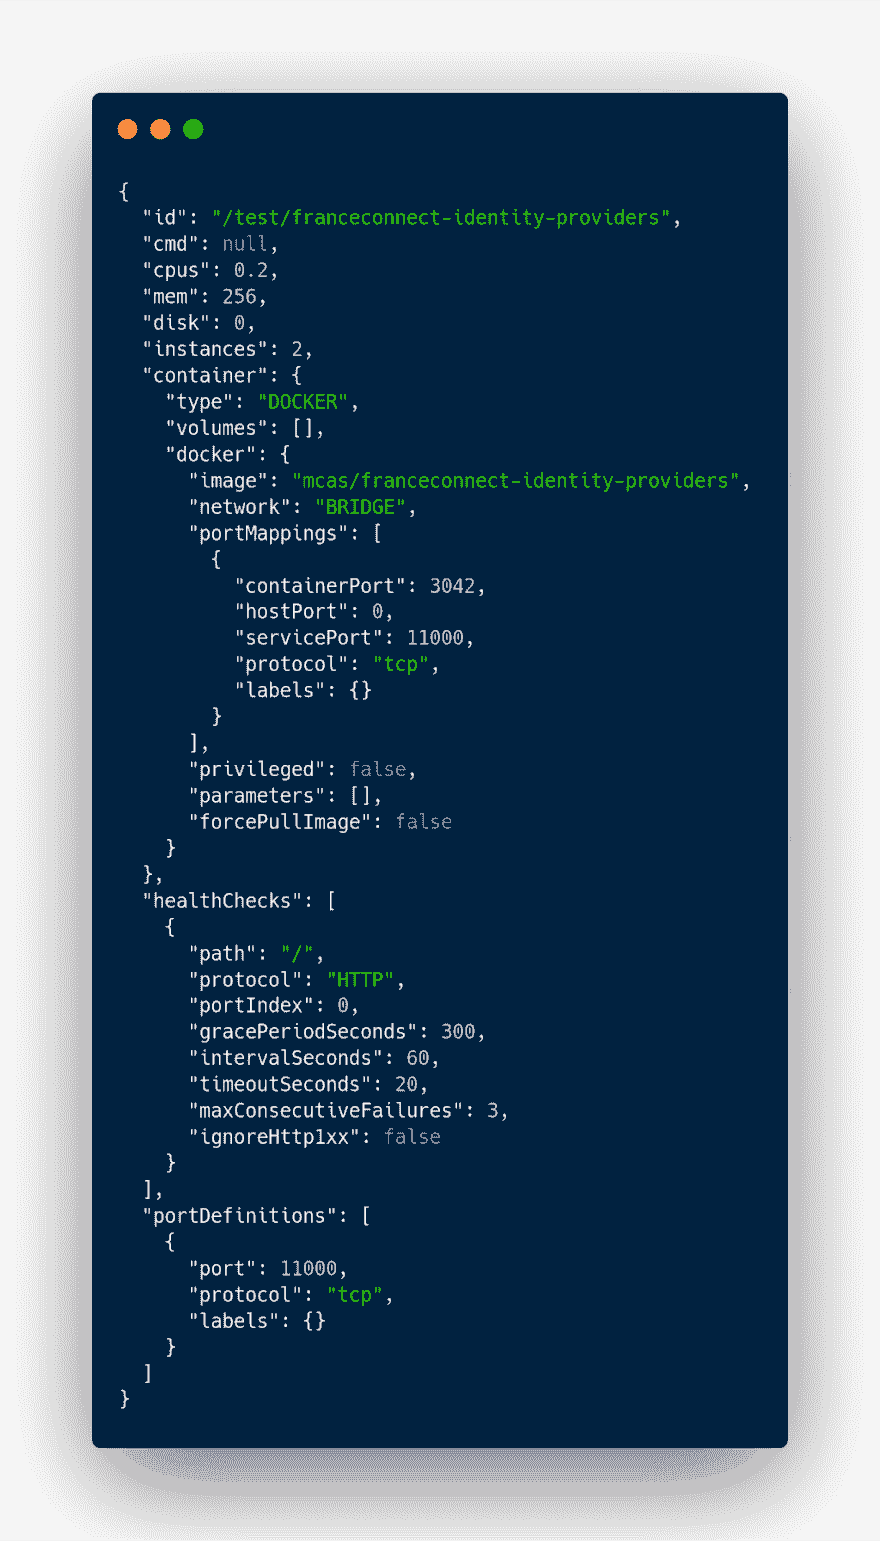 {
  "id": "/test/franceconnect-identity-providers",
  "cmd": null,
  "cpus": 0.2,
  "mem": 256,
  "disk": 0,
  "instances": 2,
  "container": {
    "type": "DOCKER",
    "volumes": [],
    "docker": {
      "image": "mcas/franceconnect-identity-providers",
      "network": "BRIDGE",
      "portMappings": [
        {
          "containerPort": 3042,
          "hostPort": 0,
          "servicePort": 11000,
          "protocol": "tcp",
          "labels": {}
        }
      ],
      "privileged": false,
      "parameters": [],
      "forcePullImage": false
    }
  },
  "healthChecks": [
    {
      "path": "/",
      "protocol": "HTTP",
      "portIndex": 0,
      "gracePeriodSeconds": 300,
      "intervalSeconds": 60,
      "timeoutSeconds": 20,
      "maxConsecutiveFailures": 3,
      "ignoreHttp1xx": false
    }
  ],
  "portDefinitions": [
    {
      "port": 11000,
      "protocol": "tcp",
      "labels": {}
    }
  ]
}